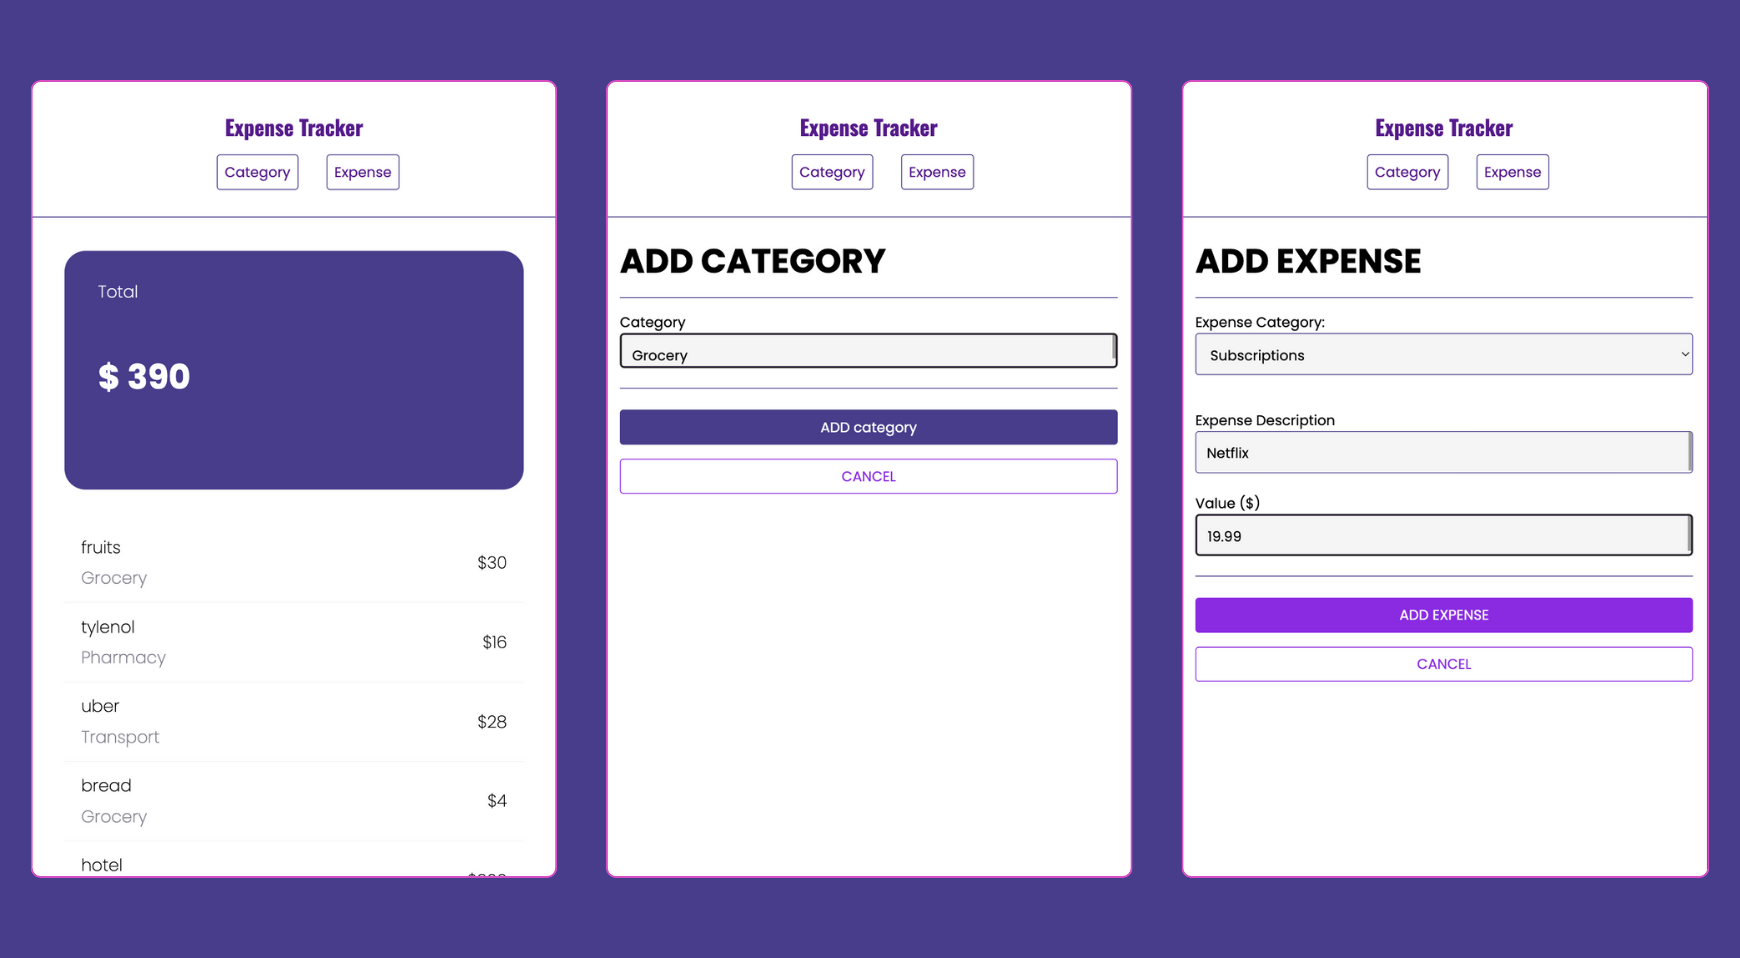 Expense Tracker
Category Expense
Total
$ 390
fruits
Grocery
$30
tylenol
Pharmacy
$16
uber
Transport
$28
bread
Grocery
$4
hotel
Expense Tracker
Category Expense
ADD CATEGORY
Category
Grocery
ADD category
CANCEL
Expense Tracker
Category Expense
ADD EXPENSE
Expense Category:
Subscriptions
Expense Description
Netflix
Value ($)
19.99
ADD EXPENSE
CANCEL